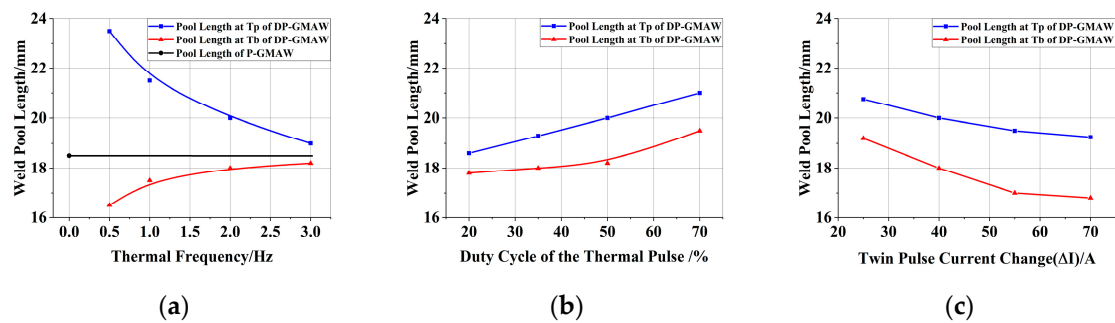 24
22
20
18
16
Weld Pool Length/mm
Pool Length at Tp of DP-GMAW
Pool Length at Tb of DP-GMAW
Pool Length of P-GMAW
0.0 0.5 1.0 2.0 3.0
Thermal Frequency/Hz
(a)
24
22
20
18
16
Weld Pool Length/mm
Pool Length at Tp of DP-GMAW
Pool Length at Tb of DP-GMAW
20 30 40 50 60 70
Duty Cycle of the Thermal Pulse /%
(b)
24
22
20
18
16
Weld Pool Length/mm
Pool Length at Tp of DP-GMAW
Pool Length at Tb of DP-GMAW
30 40 50 60 70
Twin Pulse Current Change(ΔI)/A
(c)